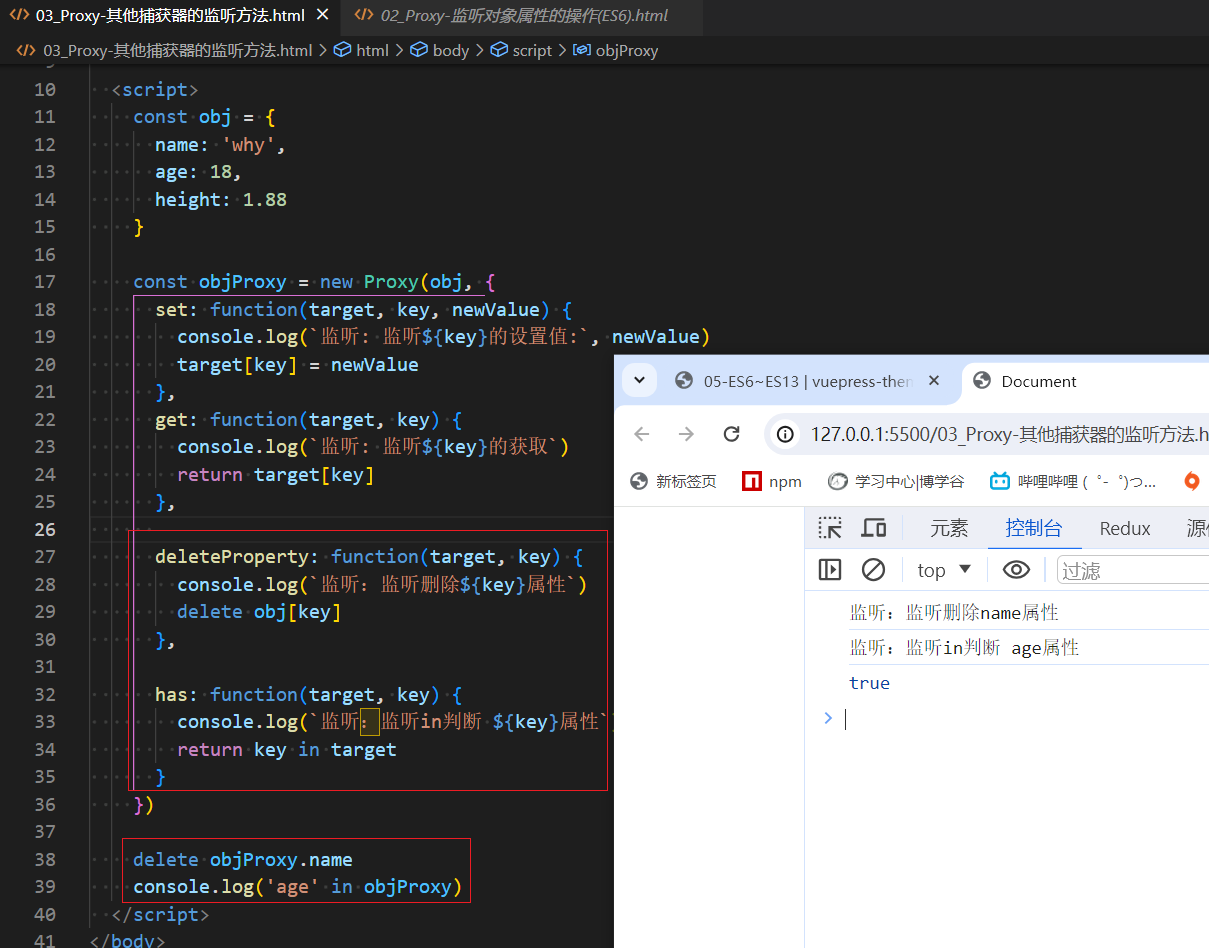 03_Proxy-其他捕获器的监听方法.html
02_Proxy-监听对象属性的操作(ES6).html
03_Proxy-其他捕获器的监听方法.html > html > body > script > objProxy
10 <script>
11 const obj = {
12 name: 'why',
13 age: 18,
14 height: 1.88
15 }
16
17 const objProxy = new Proxy(obj, {
18 set: function(target, key, newValue) {
19 console.log(`监听: 监听${key}的设置值:`, newValue)
20 target[key] = newValue
21 },
22 get: function(target, key) {
23 console.log(`监听: 监听${key}的获取`)
24 return target[key]
25 },
26
27 deleteProperty: function(target, key) {
28 console.log(`监听: 监听删除${key}属性`)
29 delete obj[key]
30 },
31
32 has: function(target, key) {
33 console.log(`监听：监听in判断 ${key}属性`
34 return key in target
35 }
36 })
37
38 delete objProxy.name
39 console.log('age' in objProxy)
40 </script>
41 </body>
05-ES6~ES13 | vuepress-then
Document
127.0.0.1:5500/03_Proxy-其他捕获器的监听方法.h
新标签页
npm
学习中心|博学谷
哔哩哔哩 ( ゜- ゜)つ...
元素
控制台
Redux
源
top
过滤
监听: 监听删除name属性
监听：监听in判断 age属性
true
>